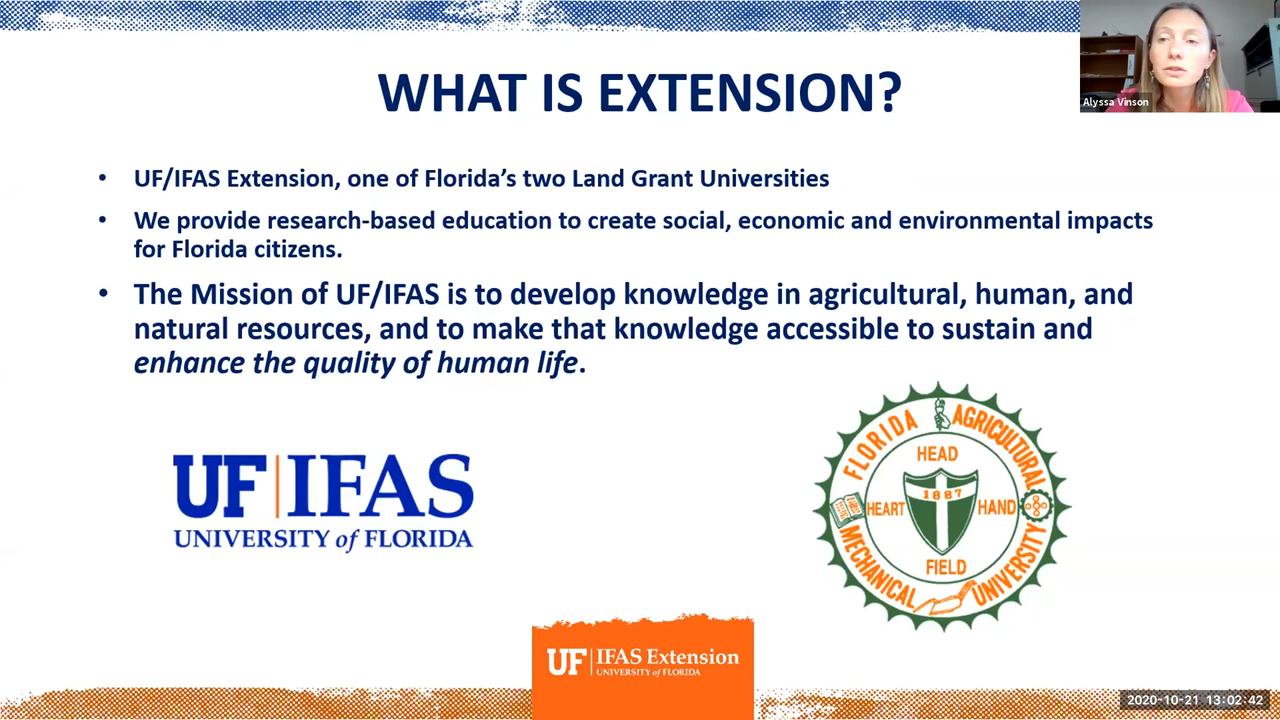 WHAT IS EXTENSION?
Alyssa Vinson
• UF/IFAS Extension, one of Florida’s two Land Grant Universities
• We provide research-based education to create social, economic and environmental impacts
for Florida citizens.
• The Mission of UF/IFAS is to develop knowledge in agricultural, human, and
natural resources, and to make that knowledge accessible to sustain and
enhance the quality of human life.
UF | IFAS
UNIVERSITY of FLORIDA
FLORIDA AGRICULTURAL
MECHANICAL UNIVERSITY
HEAD
1887
HEART
HAND
FIELD
UF | IFAS Extension
UNIVERSITY of FLORIDA
2020-10-21 13:02:42